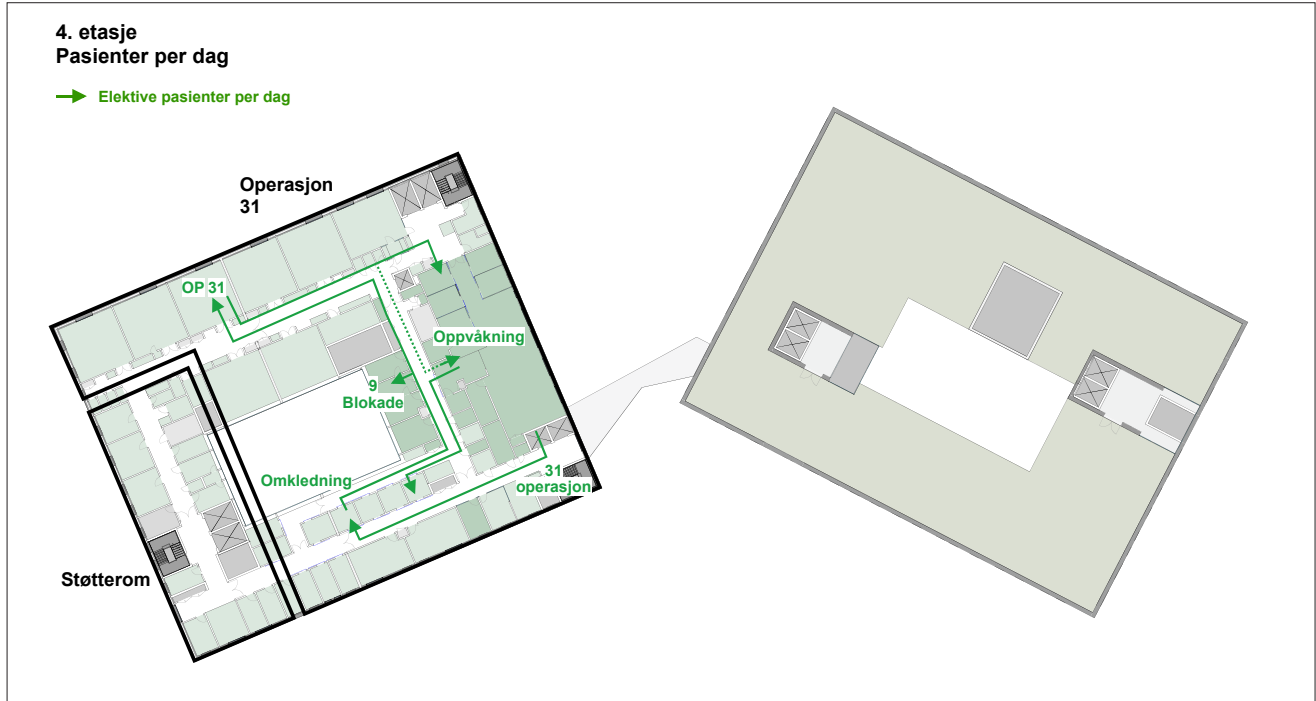 4. etasje
Pasienter per dag
Elektive pasienter per dag
Operasjon
31
OP 31
Oppvåkning
9
Blokade
Omkledning
31
operasjon
Støtterom